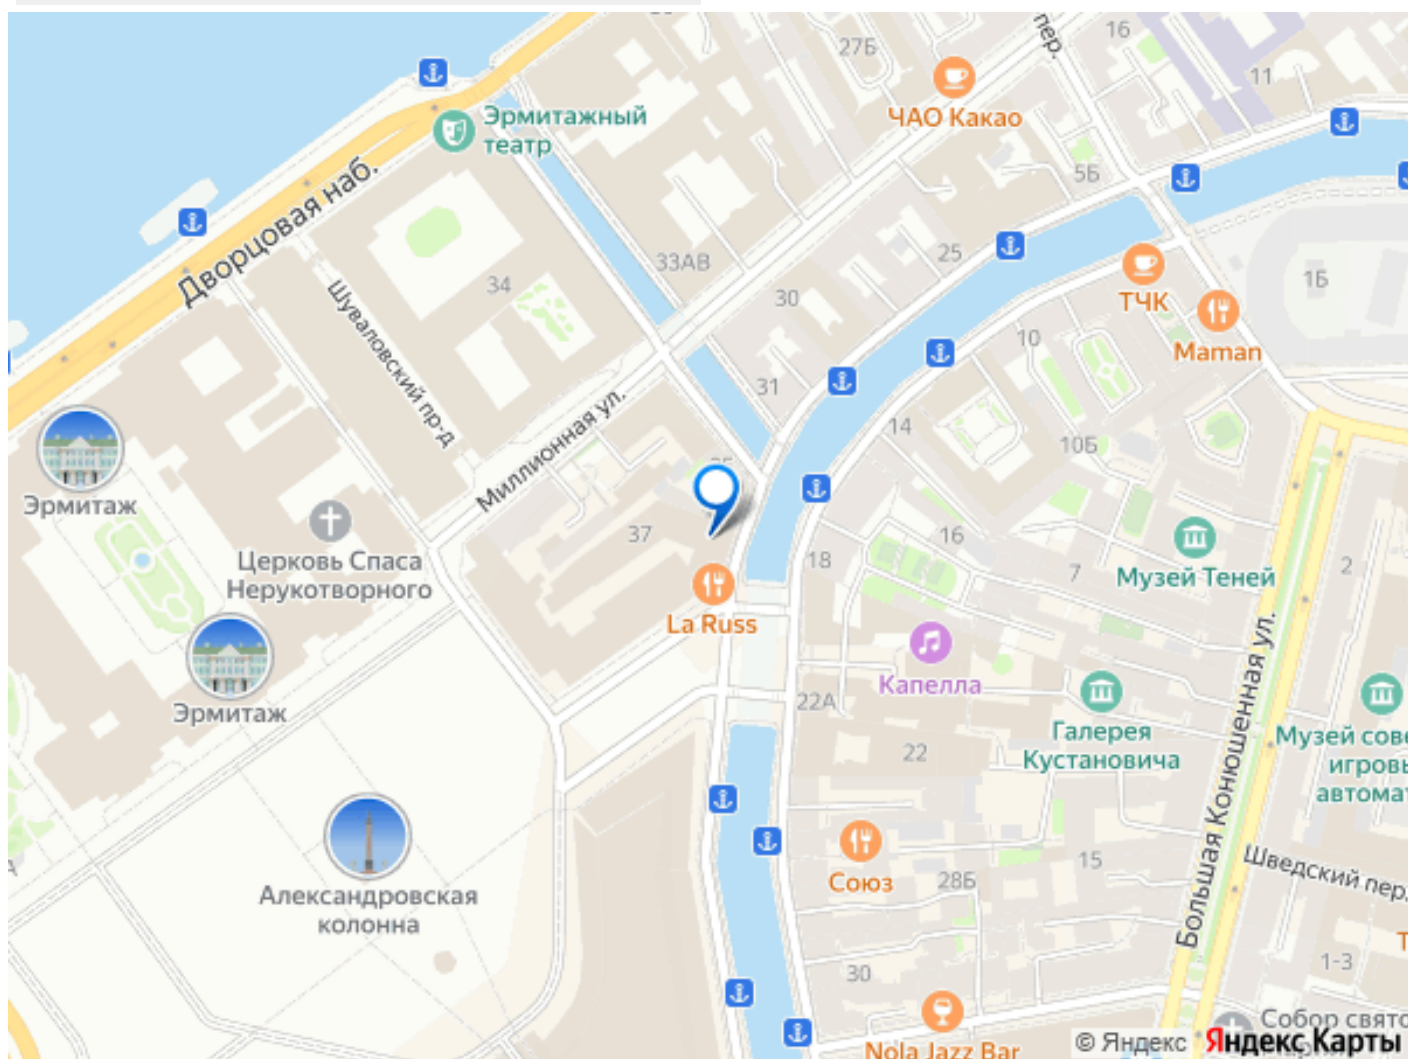 16
пер.
27Б
11
ЧАО Какао
Эрмитажный
театр
5Б
Дворцовая наб.
33АВ
25
34
30
1Б
ТЧК
Шуваловский пр-д
10
Maman
31
14
10Б
Миллионная ул.
Эрмитаж
37
16
18
Церковь Спаса
Нерукотворного
7
Музей Теней
2
La Russ
Капелла
Эрмитаж
22А
Галерея
Кустановича
22
Большая Конюшенная ул.
Музей сове
игровы
автомат
Александровская
колонна
Союз
28Б
15
Шведский пер.
30
1-3
Nola Jazz Bar
Собор свято
© Яндекс Яндекс Карты